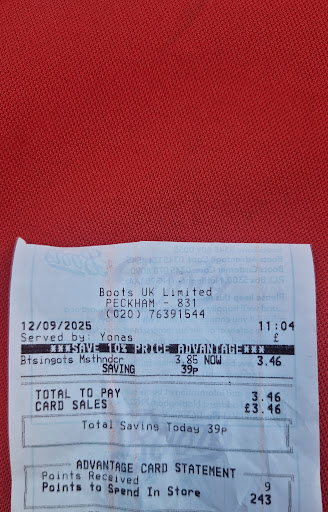 Boots UK Limited
PECKHAM - 831
(020) 76391544
12/09/2025 11:04
Served by: Yonas £
***SAVE 10% PRICE ADVANTAGE***
Btsingots Msthndcr 3.85 NOW 3.46
SAVING 39p
TOTAL TO PAY 3.46
CARD SALES £3.46
Total Saving Today 39p
ADVANTAGE CARD STATEMENT
Points Received 9
Points to Spend In Store 243